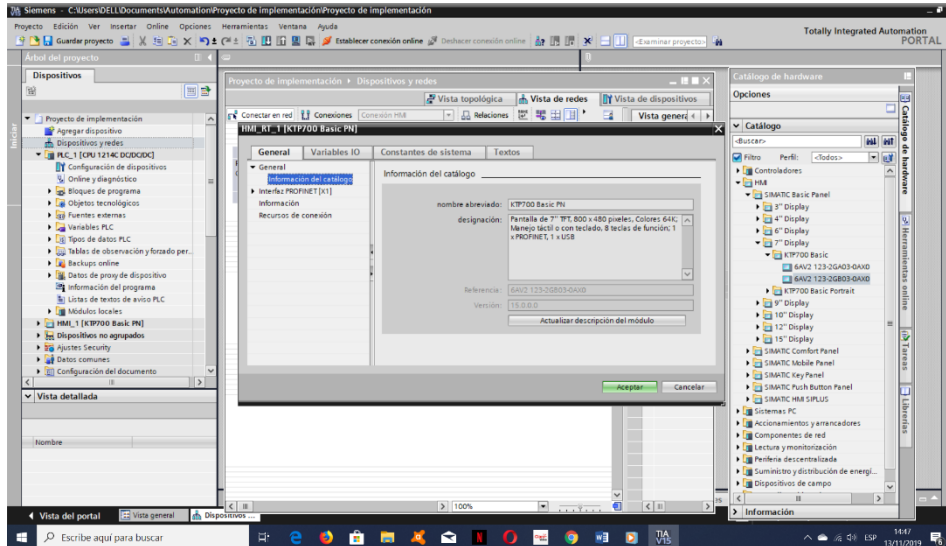 Siemens - C:\Users\DELL\Documents\Automation\Proyecto de implementación\Proyecto de implementación
Proyecto Edición Ver Insertar Online Opciones Herramientas Ventana Ayuda
Totally Integrated Automation
PORTAL
Guardar proyecto
Establecer conexión online
Deshacer conexión online
<Examinar proyecto>
Árbol del proyecto
Dispositivos
Proyecto de implementación
Agregar dispositivo
Dispositivos y redes
PLC_1 [CPU 1214C DC/DC/DC]
Configuración de dispositivos
Online y diagnóstico
Bloques de programa
Objetos tecnológicos
Fuentes externas
Variables PLC
Tipos de datos PLC
Tablas de observación y forzado per...
Backups online
Datos de proxy de dispositivo
Información del programa
Listas de textos de aviso PLC
Módulos locales
HMI_1 [KTP700 Basic PN]
Dispositivos no agrupados
Ajustes Security
Datos comunes
Configuración del documento
Vista detallada
Nombre
Iniciar
Proyecto de implementación ▸ Dispositivos y redes
Vista topológica
Vista de redes
Vista de dispositivos
Conectar en red
Conexiones
Conexión HMI
Relaciones
Vista genera
HMI_RT_1 [KTP700 Basic PN]
General
Variables IO
Constantes de sistema
Textos
General
Información del catálogo
Interfaz PROFINET [X1]
Información
Recursos de conexión
Información del catálogo
nombre abreviado: KTP700 Basic PN
designación: Pantalla de 7'' TFT, 800 x 480 píxeles, Colores 64K;
Manejo táctil o con teclado, 8 teclas de función; 1
x PROFINET, 1 x USB
Referencia: 6AV2 123-2GB03-0AX0
Versión: 15.0.0.0
Actualizar descripción del módulo
Aceptar
Cancelar
100%
Catálogo de hardware
Opciones
Catálogo
<Buscar>
Filtro
Perfil:
<Todos>
Controladores
HMI
SIMATIC Basic Panel
3'' Display
4'' Display
6'' Display
7'' Display
KTP700 Basic
6AV2 123-2GA03-0AX0
6AV2 123-2GB03-0AX0
KTP700 Basic Portrait
9'' Display
10'' Display
12'' Display
15'' Display
SIMATIC Comfort Panel
SIMATIC Mobile Panel
SIMATIC Key Panel
SIMATIC Push Button Panel
SIMATIC HMI SIPLUS
Sistemas PC
Accionamientos y arrancadores
Componentes de red
Lectura y monitorización
Periferia descentralizada
Suministro y distribución de energí...
Dispositivos de campo
Información
Catálogo de hardware
Herramientas online
Tareas
Librerías
Vista del portal
Vista general
Dispositivos ...
Escribe aquí para buscar
TIA
V15
ESP
14:47
13/11/2019